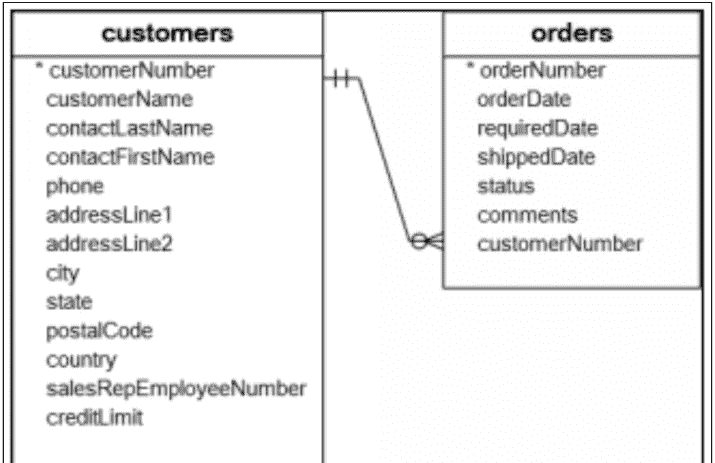 customers
* customerNumber
customerName
contactLastName
contactFirstName
phone
addressLine1
addressLine2
city
state
postalCode
country
salesRepEmployeeNumber
creditLimit
orders
* orderNumber
orderDate
requiredDate
shippedDate
status
comments
customerNumber